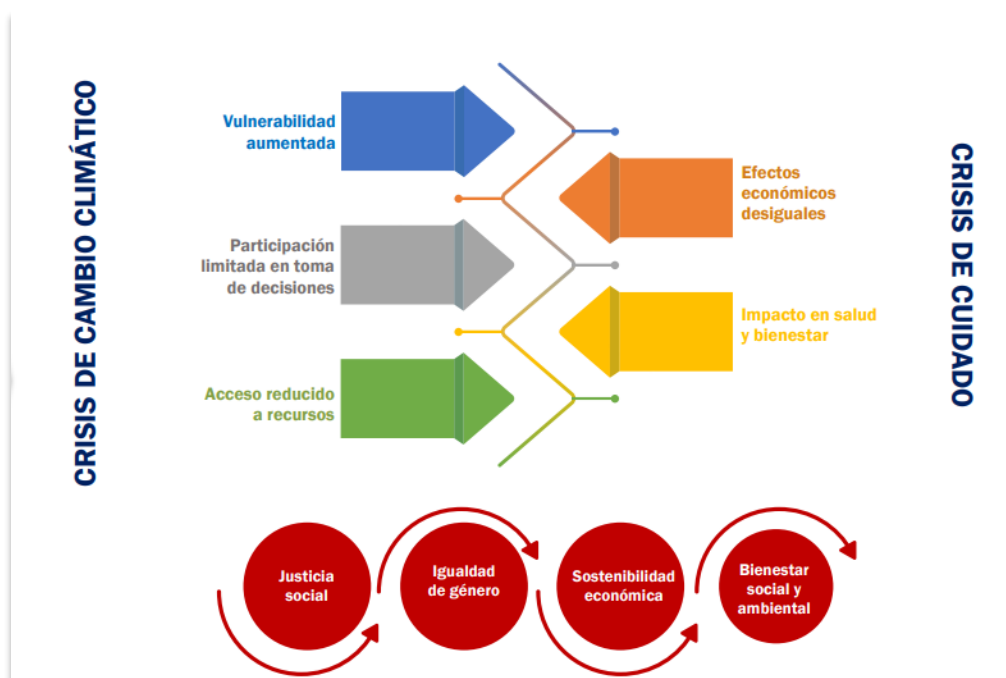 CRISIS DE CAMBIO CLIMÁTICO
Vulnerabilidad
aumentada
Efectos
económicos
desiguales
Participación
limitada en toma
de decisiones
Impacto en salud
y bienestar
Acceso reducido
a recursos
CRISIS DE CUIDADO
Justicia
social
Igualdad
de género
Sostenibilidad
económica
Bienestar
social y
ambiental